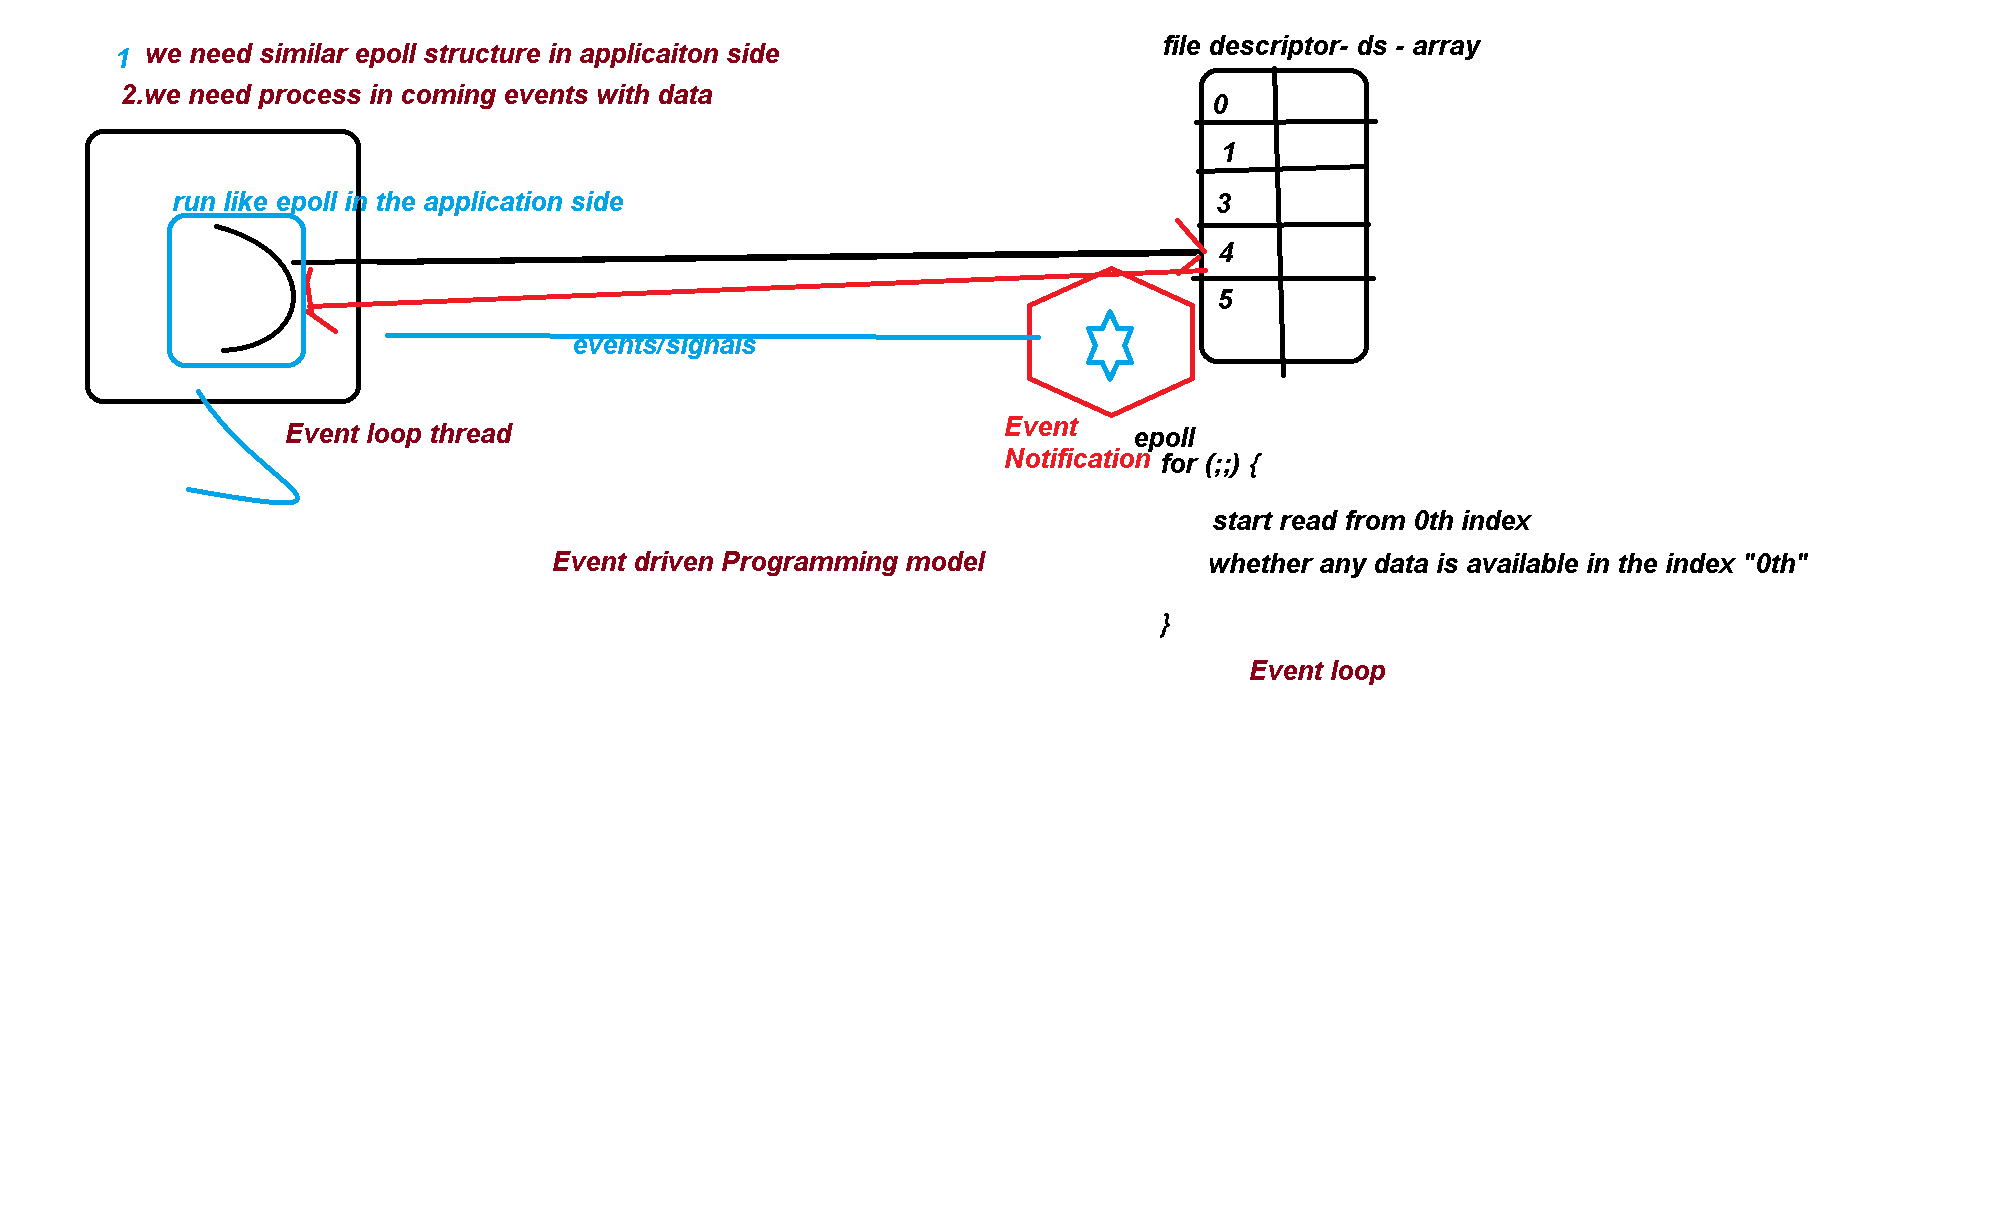 1 we need similar epoll structure in applicaiton side
2.we need process in coming events with data
file descriptor- ds - array
0
1
3
4
5
run like epoll in the application side
events/signals
Event loop thread
Event
Notification
epoll
for (;;) {
start read from 0th index
whether any data is available in the index "0th"
}
Event driven Programming model
Event loop